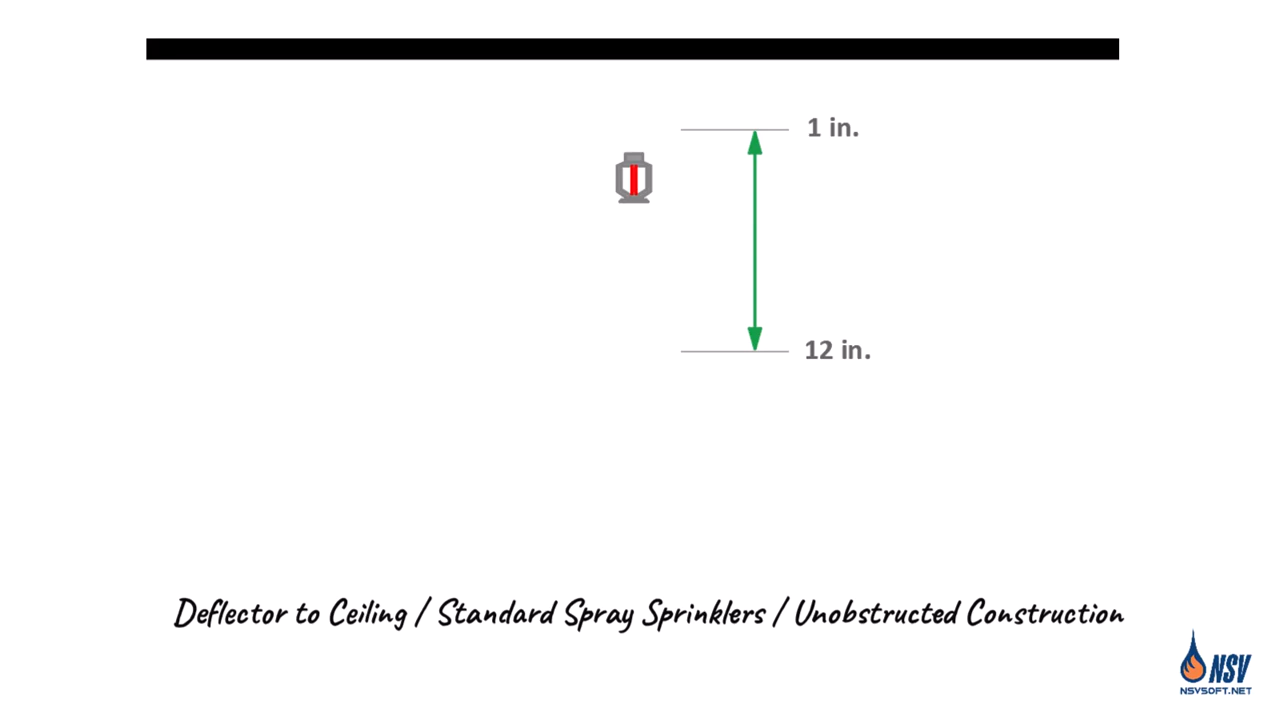 1 in.
12 in.
Deflector to Ceiling / Standard Spray Sprinklers / Unobstructed Construction
NSV
NSVSOFT.NET